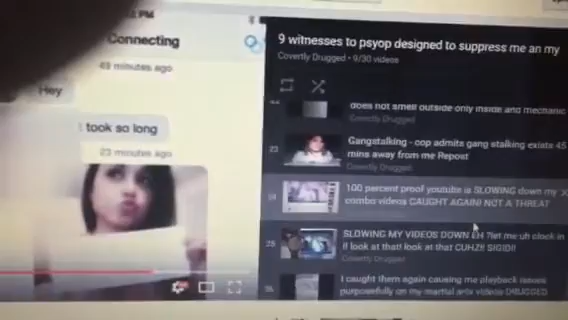 PM
Connecting
49 minutes ago
Hey
I took so long
23 minutes ago
9 witnesses to psyop designed to suppress me an my
Covertly Drugged • 9/30 videos
does not smell outside only inside and mechanic
Covertly Drugged
23
Gangstalking - cop admits gang stalking exists 45
mins away from me Repost
Covertly Drugged
24
100 percent proof youtube is SLOWING down my
combo videos CAUGHT AGAIN! NOT A THREAT
25
SLOWING MY VIDEOS DOWN EH ?let me uh clock in
it look at that! look at that CUHZ!! SIGIDI!
Covertly Drugged
I caught them again causing me playback issues
purposefully on my martial arts videos DRUGGED